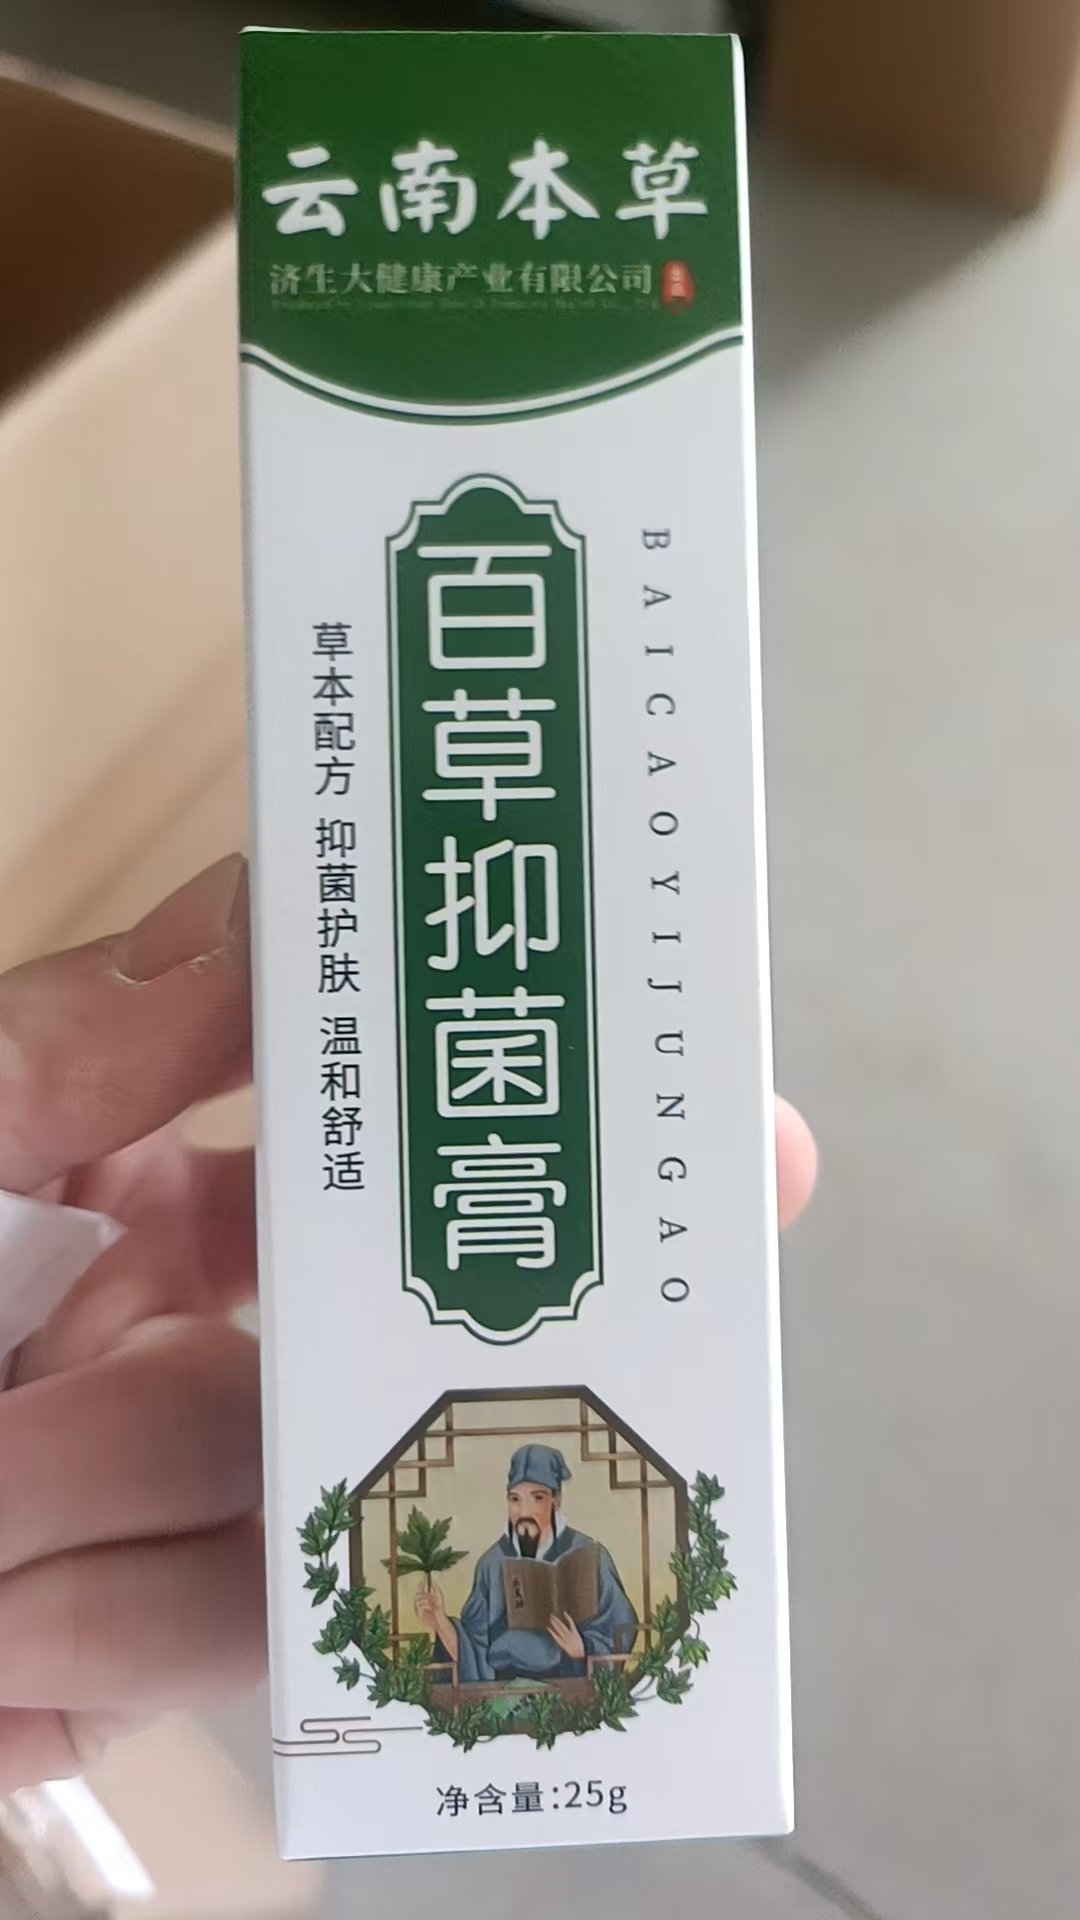 云南本草
济生大健康产业有限公司
百草抑菌膏
BAICAOYIJUNGAO
草本配方 抑菌护肤 温和舒适
净含量:25g